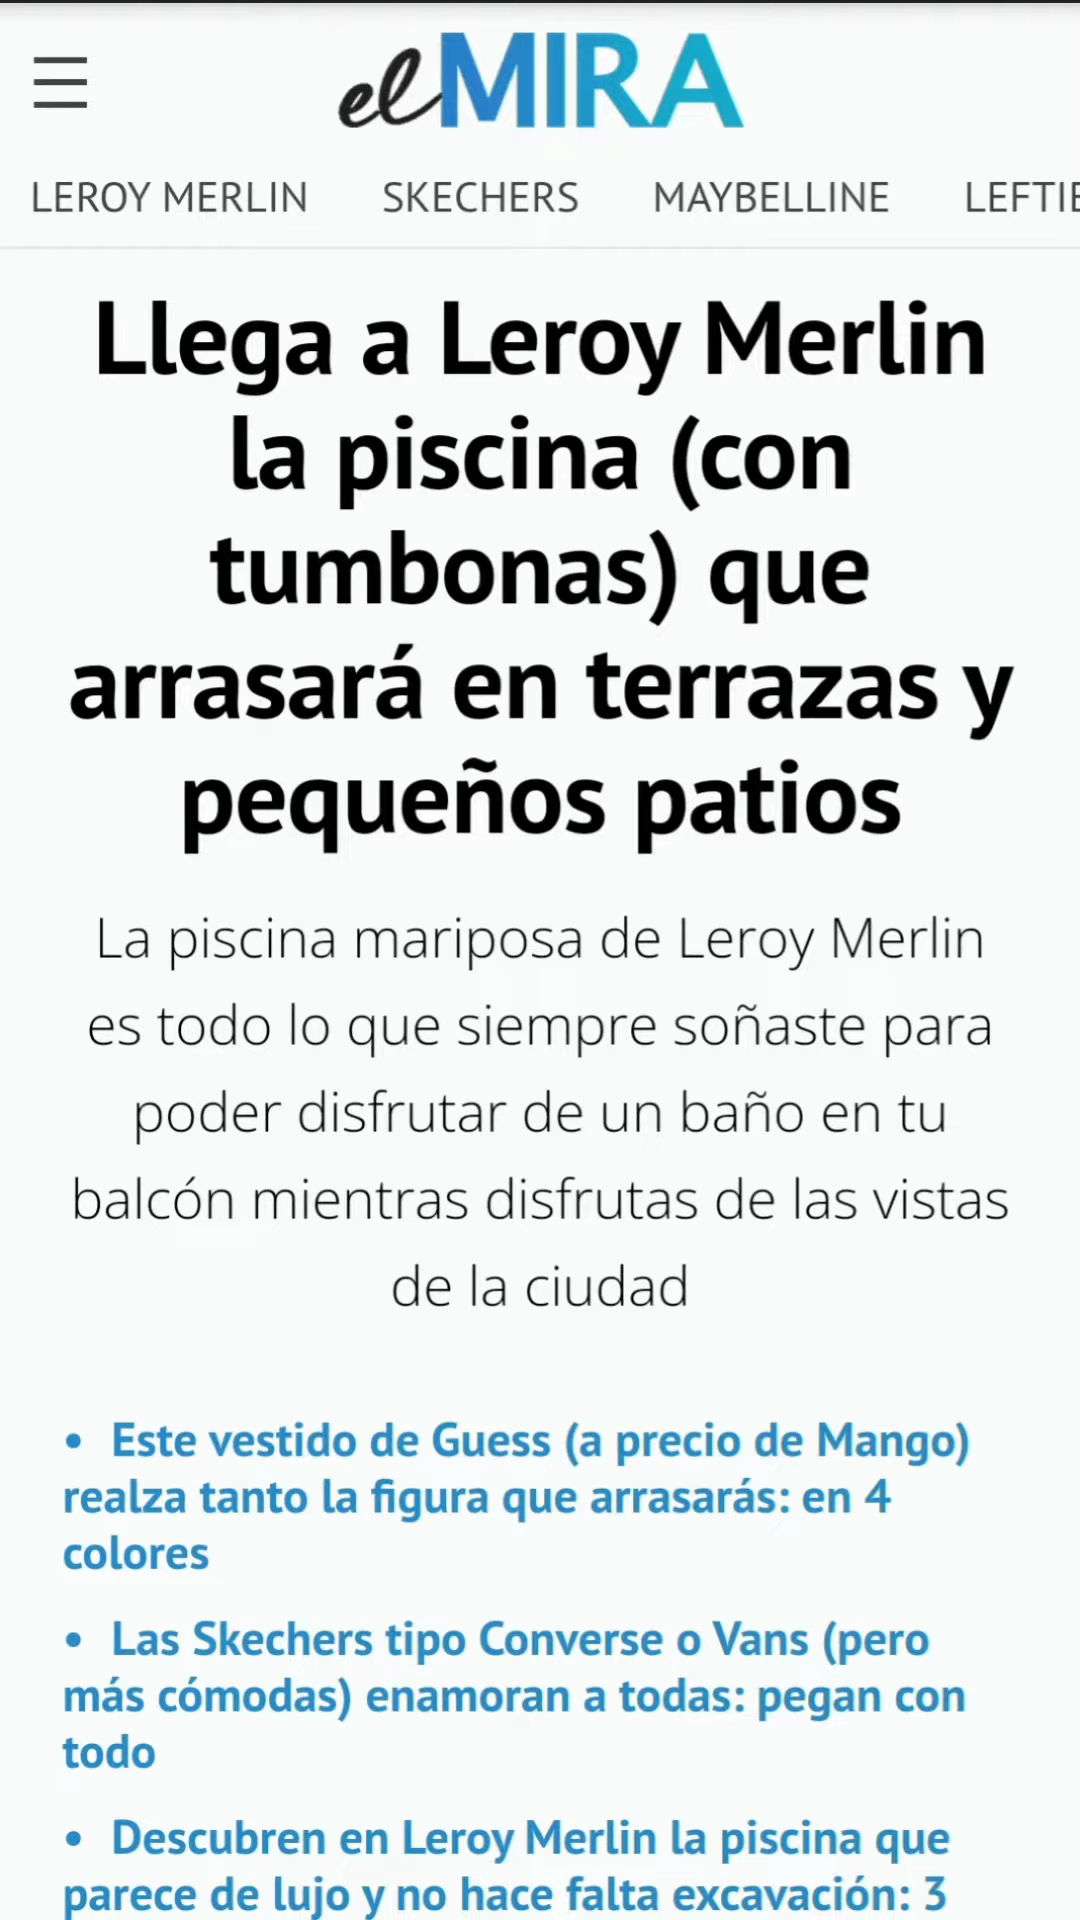 elMIRA
LEROY MERLIN SKECHERS MAYBELLINE LEFTIE
Llega a Leroy Merlin
la piscina (con
tumbonas) que
arrasará en terrazas y
pequeños patios
La piscina mariposa de Leroy Merlin
es todo lo que siempre soñaste para
poder disfrutar de un baño en tu
balcón mientras disfrutas de las vistas
de la ciudad
• Este vestido de Guess (a precio de Mango)
realza tanto la figura que arrasarás: en 4
colores
• Las Skechers tipo Converse o Vans (pero
más cómodas) enamoran a todas: pegan con
todo
• Descubren en Leroy Merlin la piscina que
parece de lujo y no hace falta excavación: 3